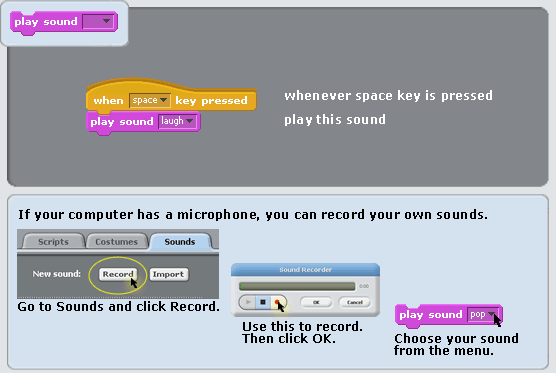 play sound
when space key pressed
play sound laugh
whenever space key is pressed
play this sound
If your computer has a microphone, you can record your own sounds.
Scripts Costumes Sounds
New sound: Record Import
Go to Sounds and click Record.
Sound Recorder
0:00
OK Cancel
Use this to record.
Then click OK.
play sound pop
Choose your sound
from the menu.